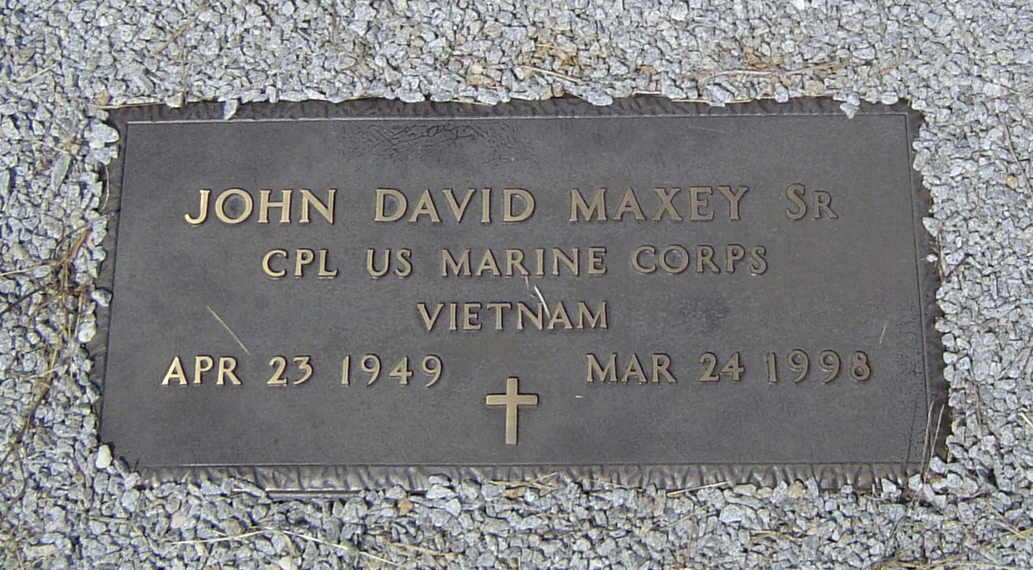 JOHN DAVID MAXEY SR
CPL US MARINE CORPS
VIETNAM
APR 23 1949 MAR 24 1998